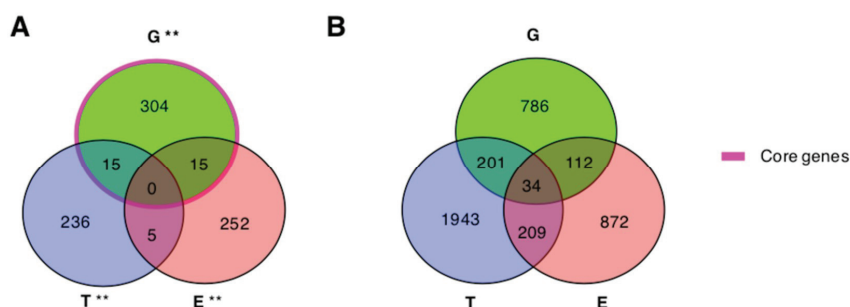 A
G **
304
15
15
0
236
5
252
T **
E **
B
G
786
201
112
34
1943
209
872
T
E
Core genes